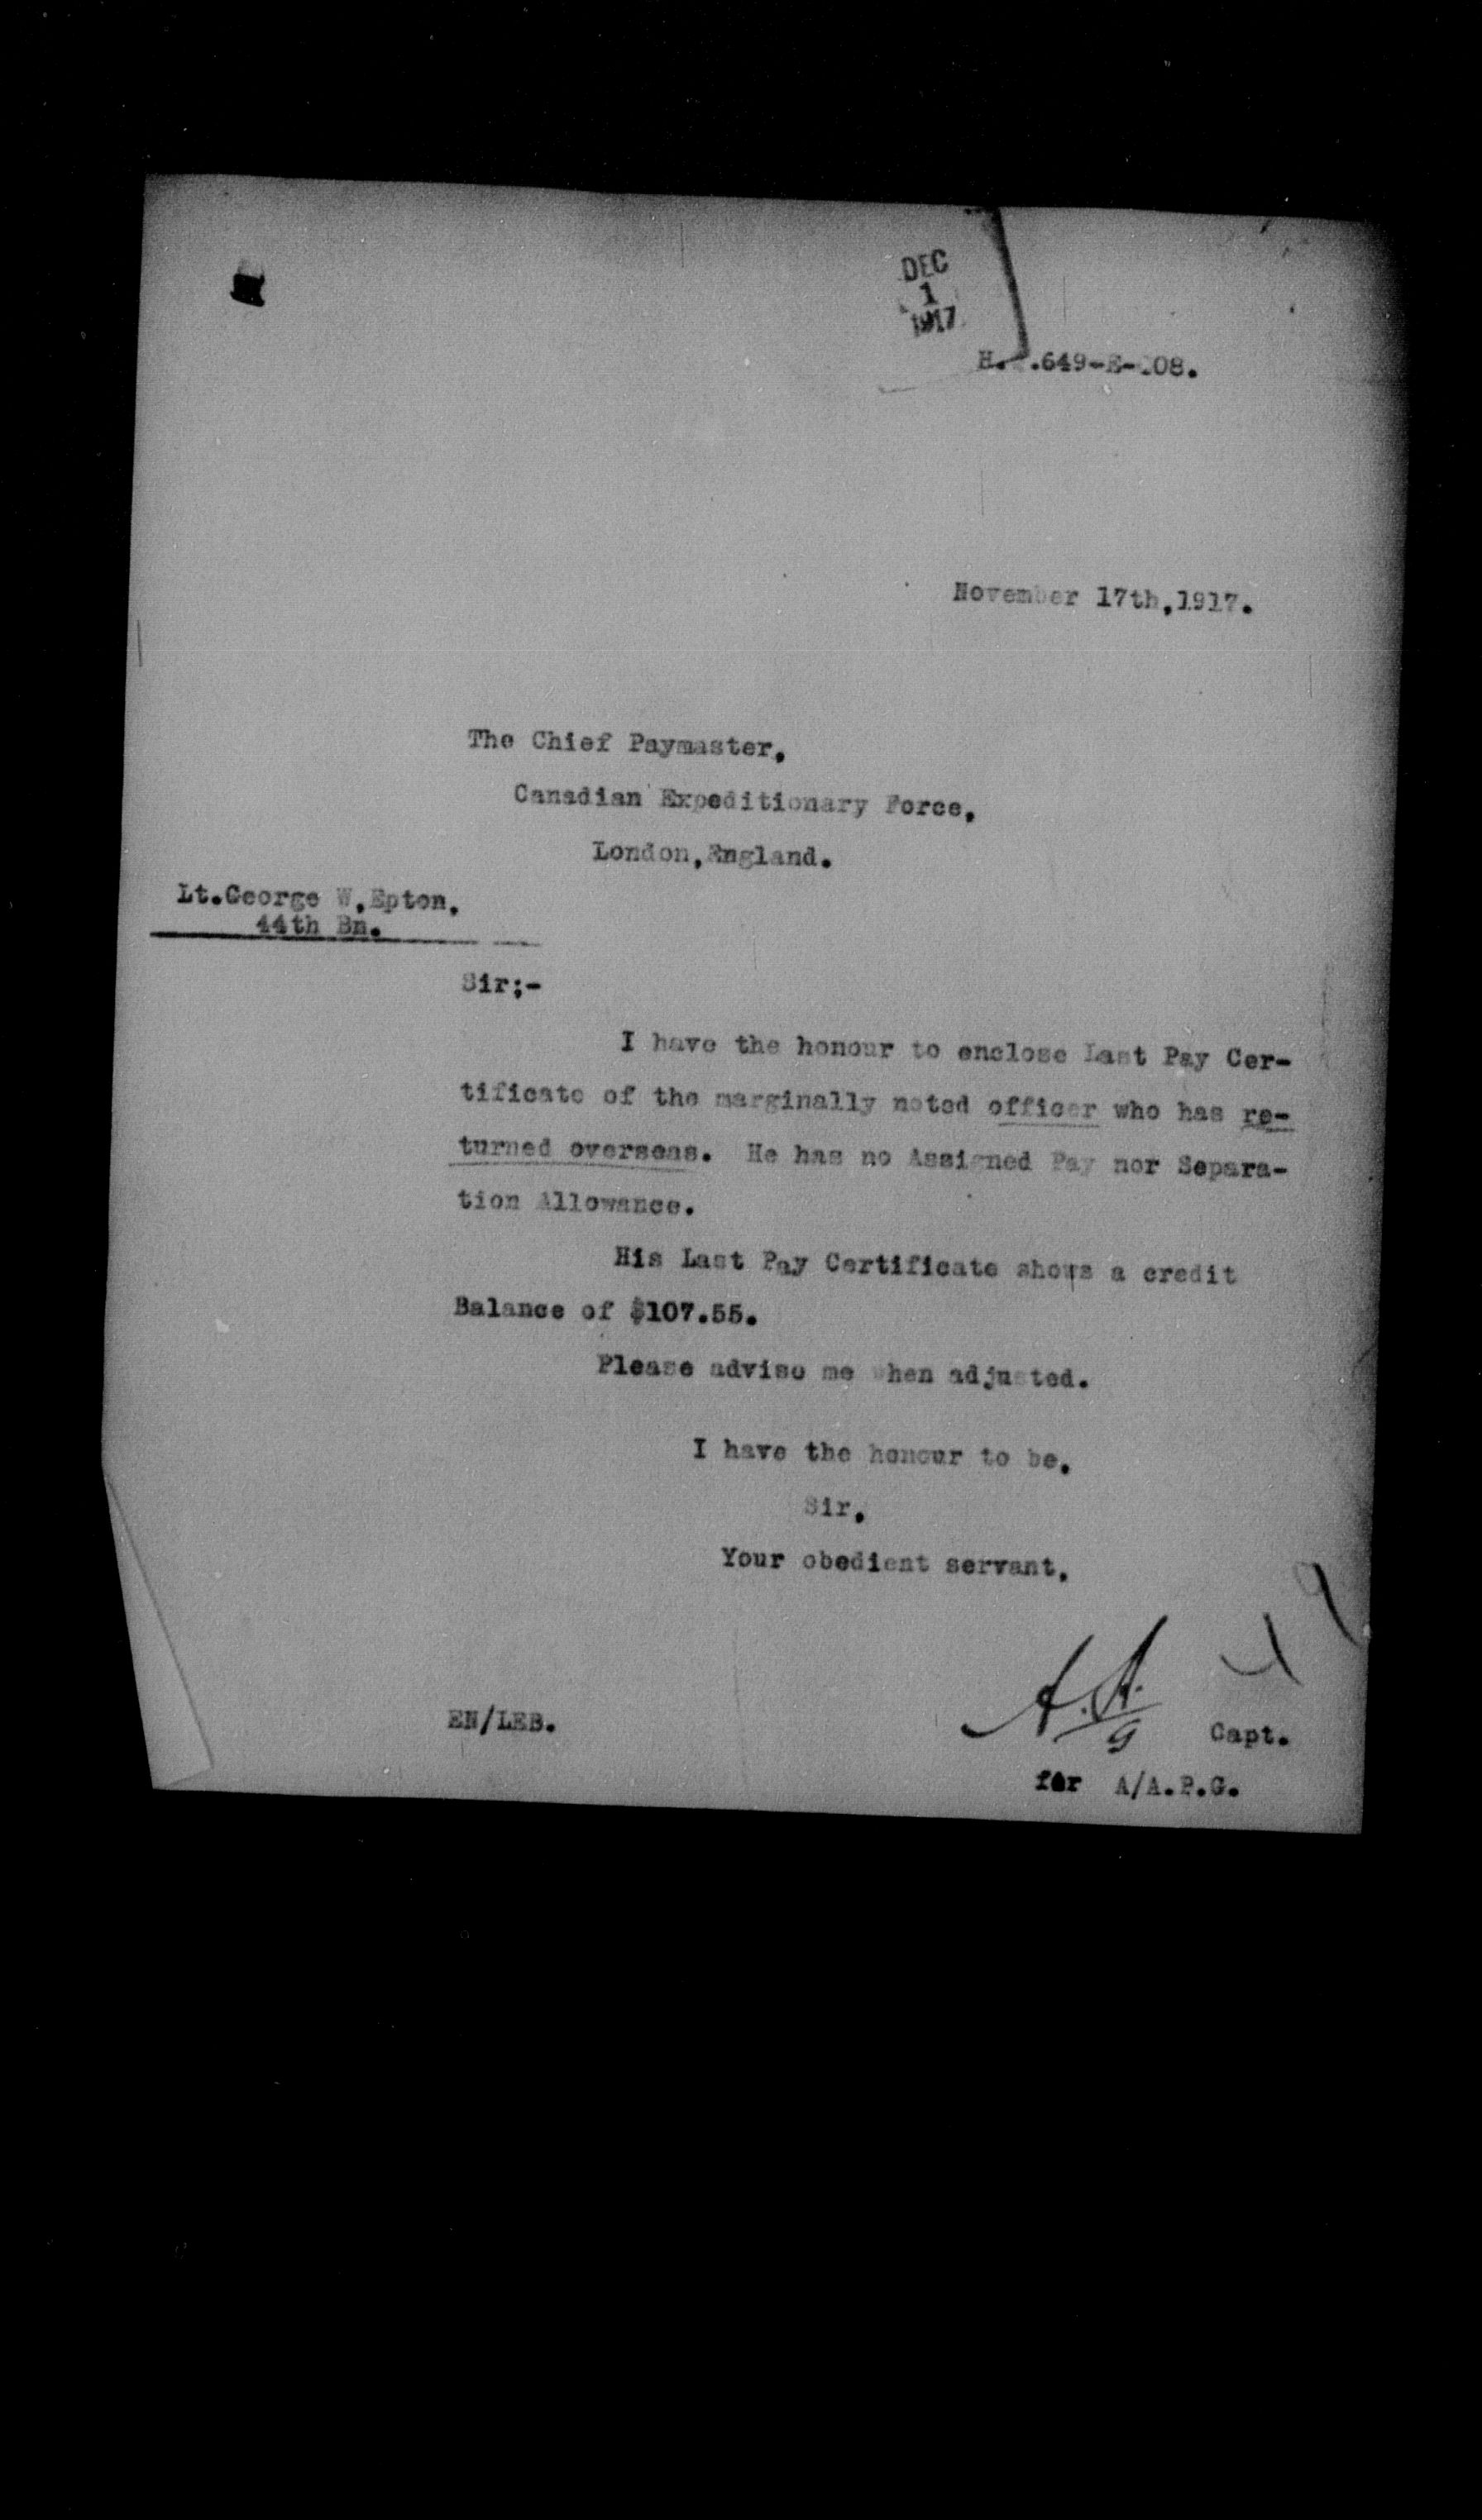 DEC
1
1917
H. .649-E- 08.
November 17th,1917.
The Chief Paymaster,
Canadian Expeditionary Force,
London,England.
Lt.George W.Epton,
44th Bn.
Sir;-
I have the honour to enclose Last Pay Cer-
tificate of the marginally noted officer who has re-
turned overseas. He has no Assigned Pay nor Separa-
tion Allowance.
His Last Pay Certificate shows a credit
Balance of $107.55.
Please advise me when adjusted.
I have the honour to be,
Sir,
Your obedient servant,
EN/LEB.
Capt.
for A/A.P.G.